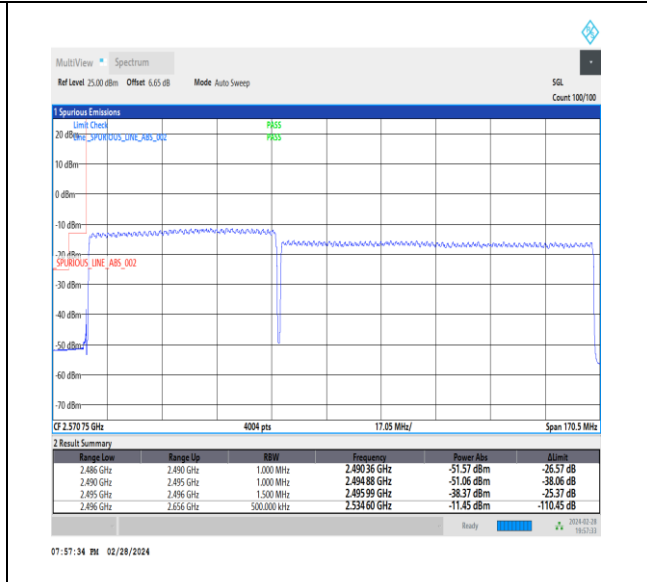 MultiView Spectrum
Ref Level 25.00 dBm Offset 6.65 dB Mode Auto Sweep SGL
Count 100/100
1 Spurious Emissions
Limit Check PASS
20 dBm Line _SPURIOUS_LINE_ABS_002 PASS
10 dBm
0 dBm
-10 dBm
-20 dBm
_SPURIOUS_LINE_ABS_002
-30 dBm
-40 dBm
-50 dBm
-60 dBm
-70 dBm
CF 2.570 75 GHz 4004 pts 17.05 MHz/ Span 170.5 MHz
2 Result Summary
Range Low Range Up RBW Frequency Power Abs ΔLimit
2.486 GHz 2.490 GHz 1.000 MHz 2.490 36 GHz -51.57 dBm -26.57 dB
2.490 GHz 2.495 GHz 1.000 MHz 2.494 88 GHz -51.06 dBm -38.06 dB
2.495 GHz 2.496 GHz 1.500 MHz 2.495 99 GHz -38.37 dBm -25.37 dB
2.496 GHz 2.656 GHz 500.000 kHz 2.534 60 GHz -11.45 dBm -110.45 dB
Ready 2024-02-28
19:57:33
07:57:34 PM 02/28/2024